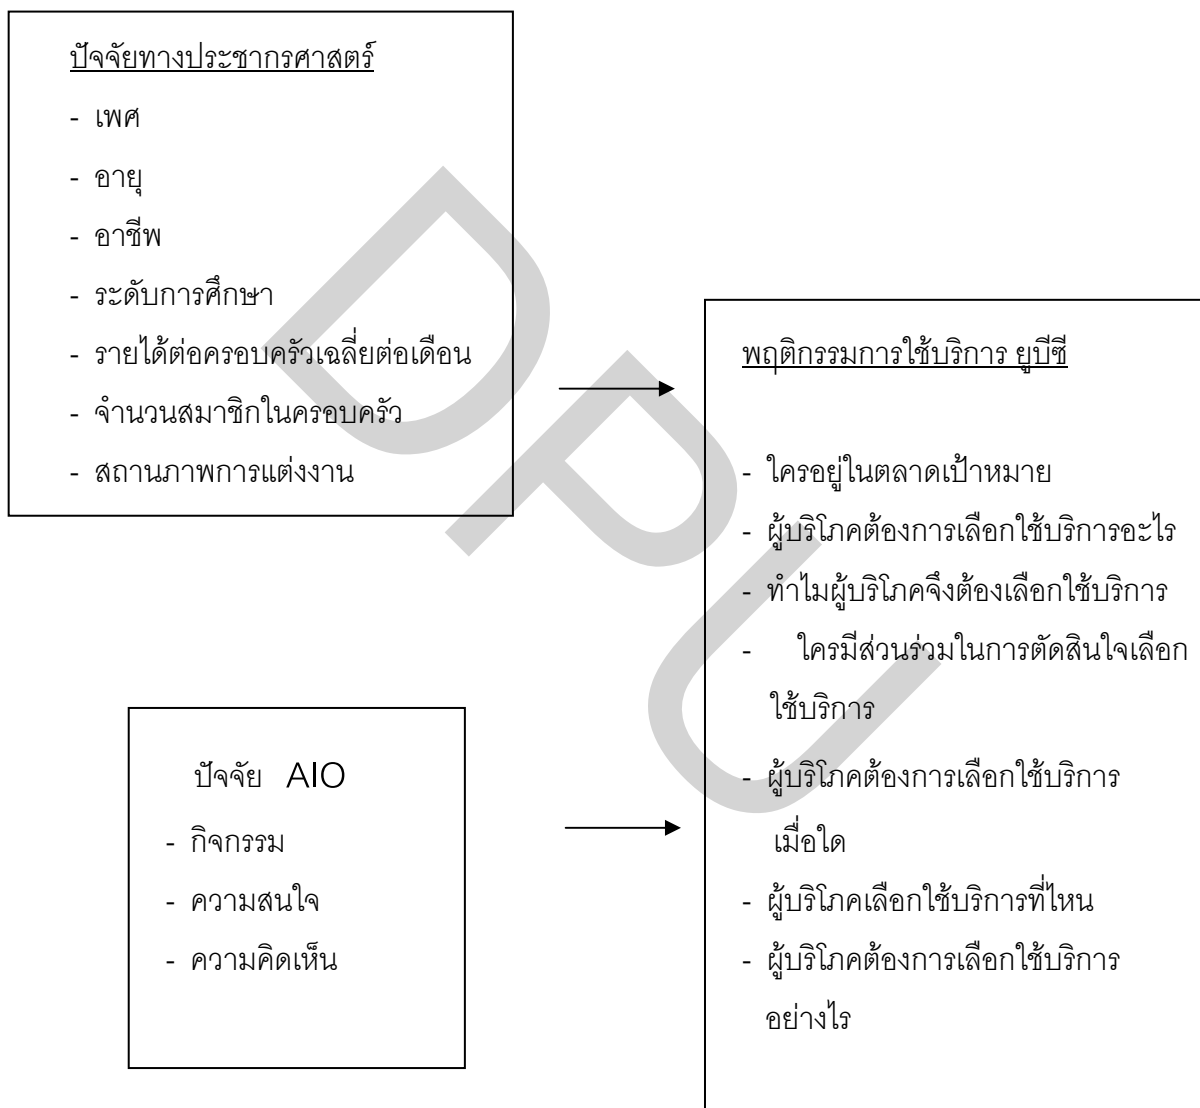 ปัจจัยทางประชากรศาสตร์
- เพศ
- อายุ
- อาชีพ
- ระดับการศึกษา
- รายได้ต่อครอบครัวเฉลี่ยต่อเดือน
- จำนวนสมาชิกในครอบครัว
- สถานภาพการแต่งงาน
พฤติกรรมการใช้บริการ ยูบีซี
- ใครอยู่ในตลาดเป้าหมาย
- ผู้บริโภคต้องการเลือกใช้บริการอะไร
- ทำไมผู้บริโภคจึงต้องเลือกใช้บริการ
- ใครมีส่วนร่วมในการตัดสินใจเลือก
ใช้บริการ
- ผู้บริโภคต้องการเลือกใช้บริการ
เมื่อใด
- ผู้บริโภคเลือกใช้บริการที่ไหน
- ผู้บริโภคต้องการเลือกใช้บริการ
อย่างไร
ปัจจัย AIO
- กิจกรรม
- ความสนใจ
- ความคิดเห็น
DPU